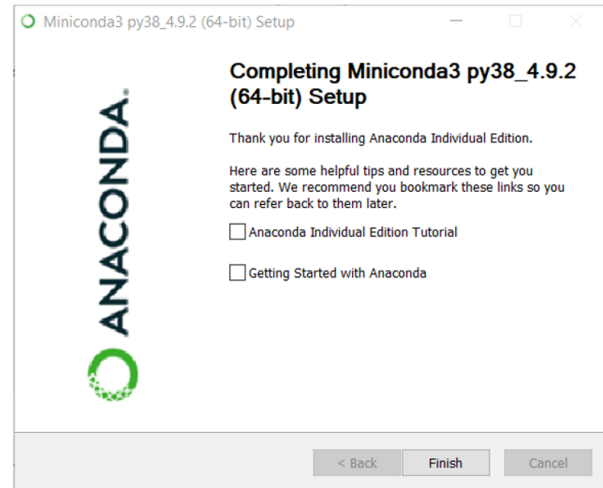 Miniconda3 py38_4.9.2 (64-bit) Setup
ANACONDA.
Completing Miniconda3 py38_4.9.2
(64-bit) Setup
Thank you for installing Anaconda Individual Edition.
Here are some helpful tips and resources to get you
started. We recommend you bookmark these links so you
can refer back to them later.
Anaconda Individual Edition Tutorial
Getting Started with Anaconda
< Back
Finish
Cancel